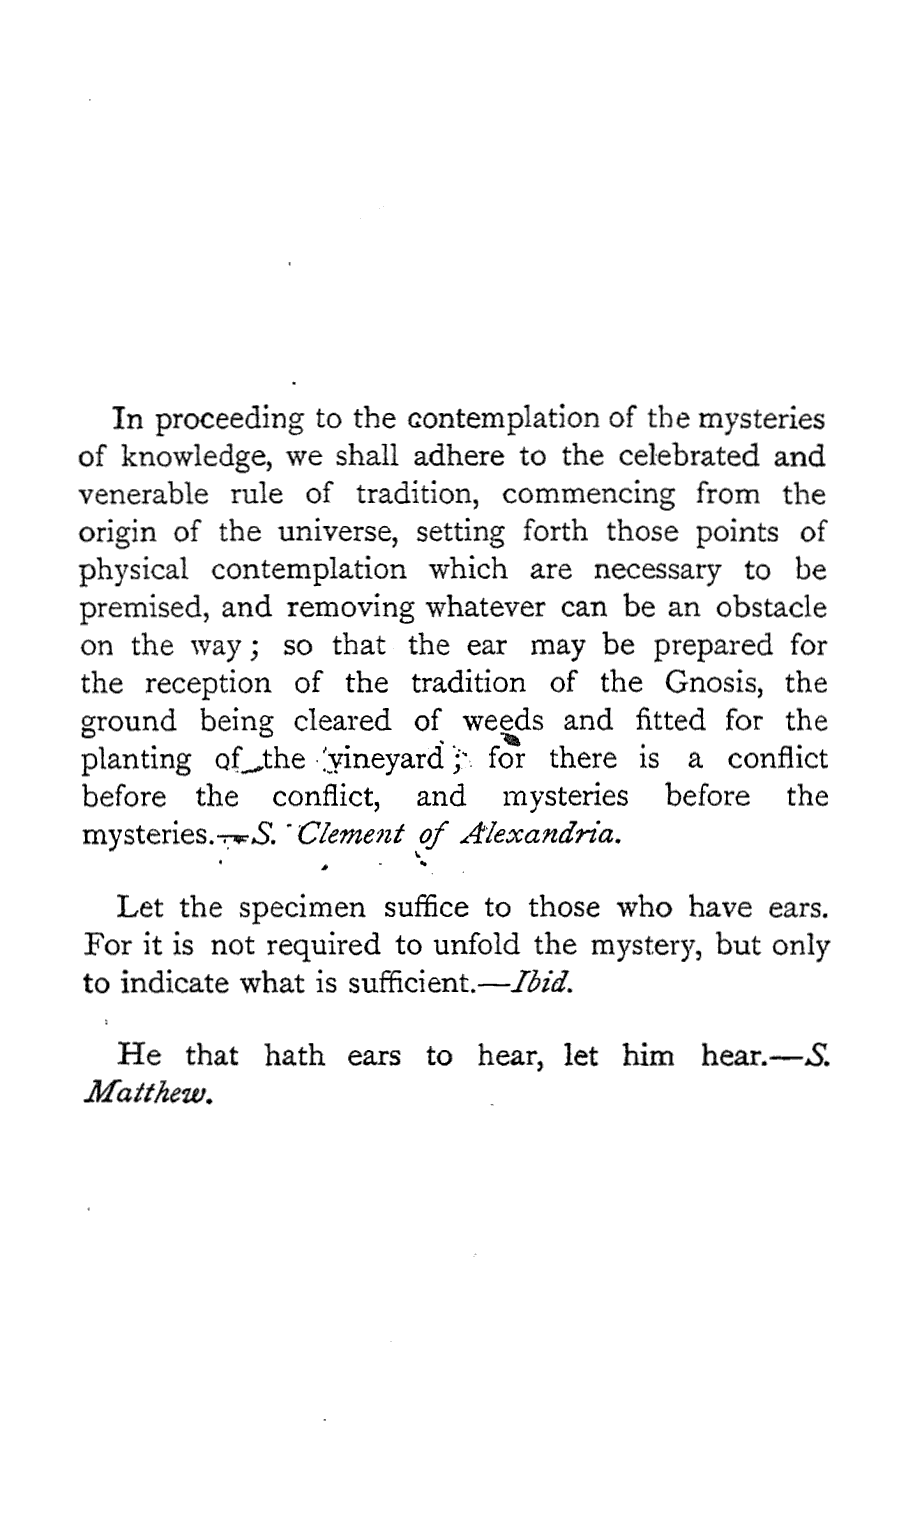 In proceeding to the contemplation of the mysteries
of knowledge, we shall adhere to the celebrated and
venerable rule of tradition, commencing from the
origin of the universe, setting forth those points of
physical contemplation which are necessary to be
premised, and removing whatever can be an obstacle
on the way ; so that the ear may be prepared for
the reception of the tradition of the Gnosis, the
ground being cleared of weeds and fitted for the
planting of the vineyard ; for there is a conflict
before the conflict, and mysteries before the
mysteries.—S. Clement of Alexandria.
Let the specimen suffice to those who have ears.
For it is not required to unfold the mystery, but only
to indicate what is sufficient.—Ibid.
He that hath ears to hear, let him hear.—S.
Matthew.